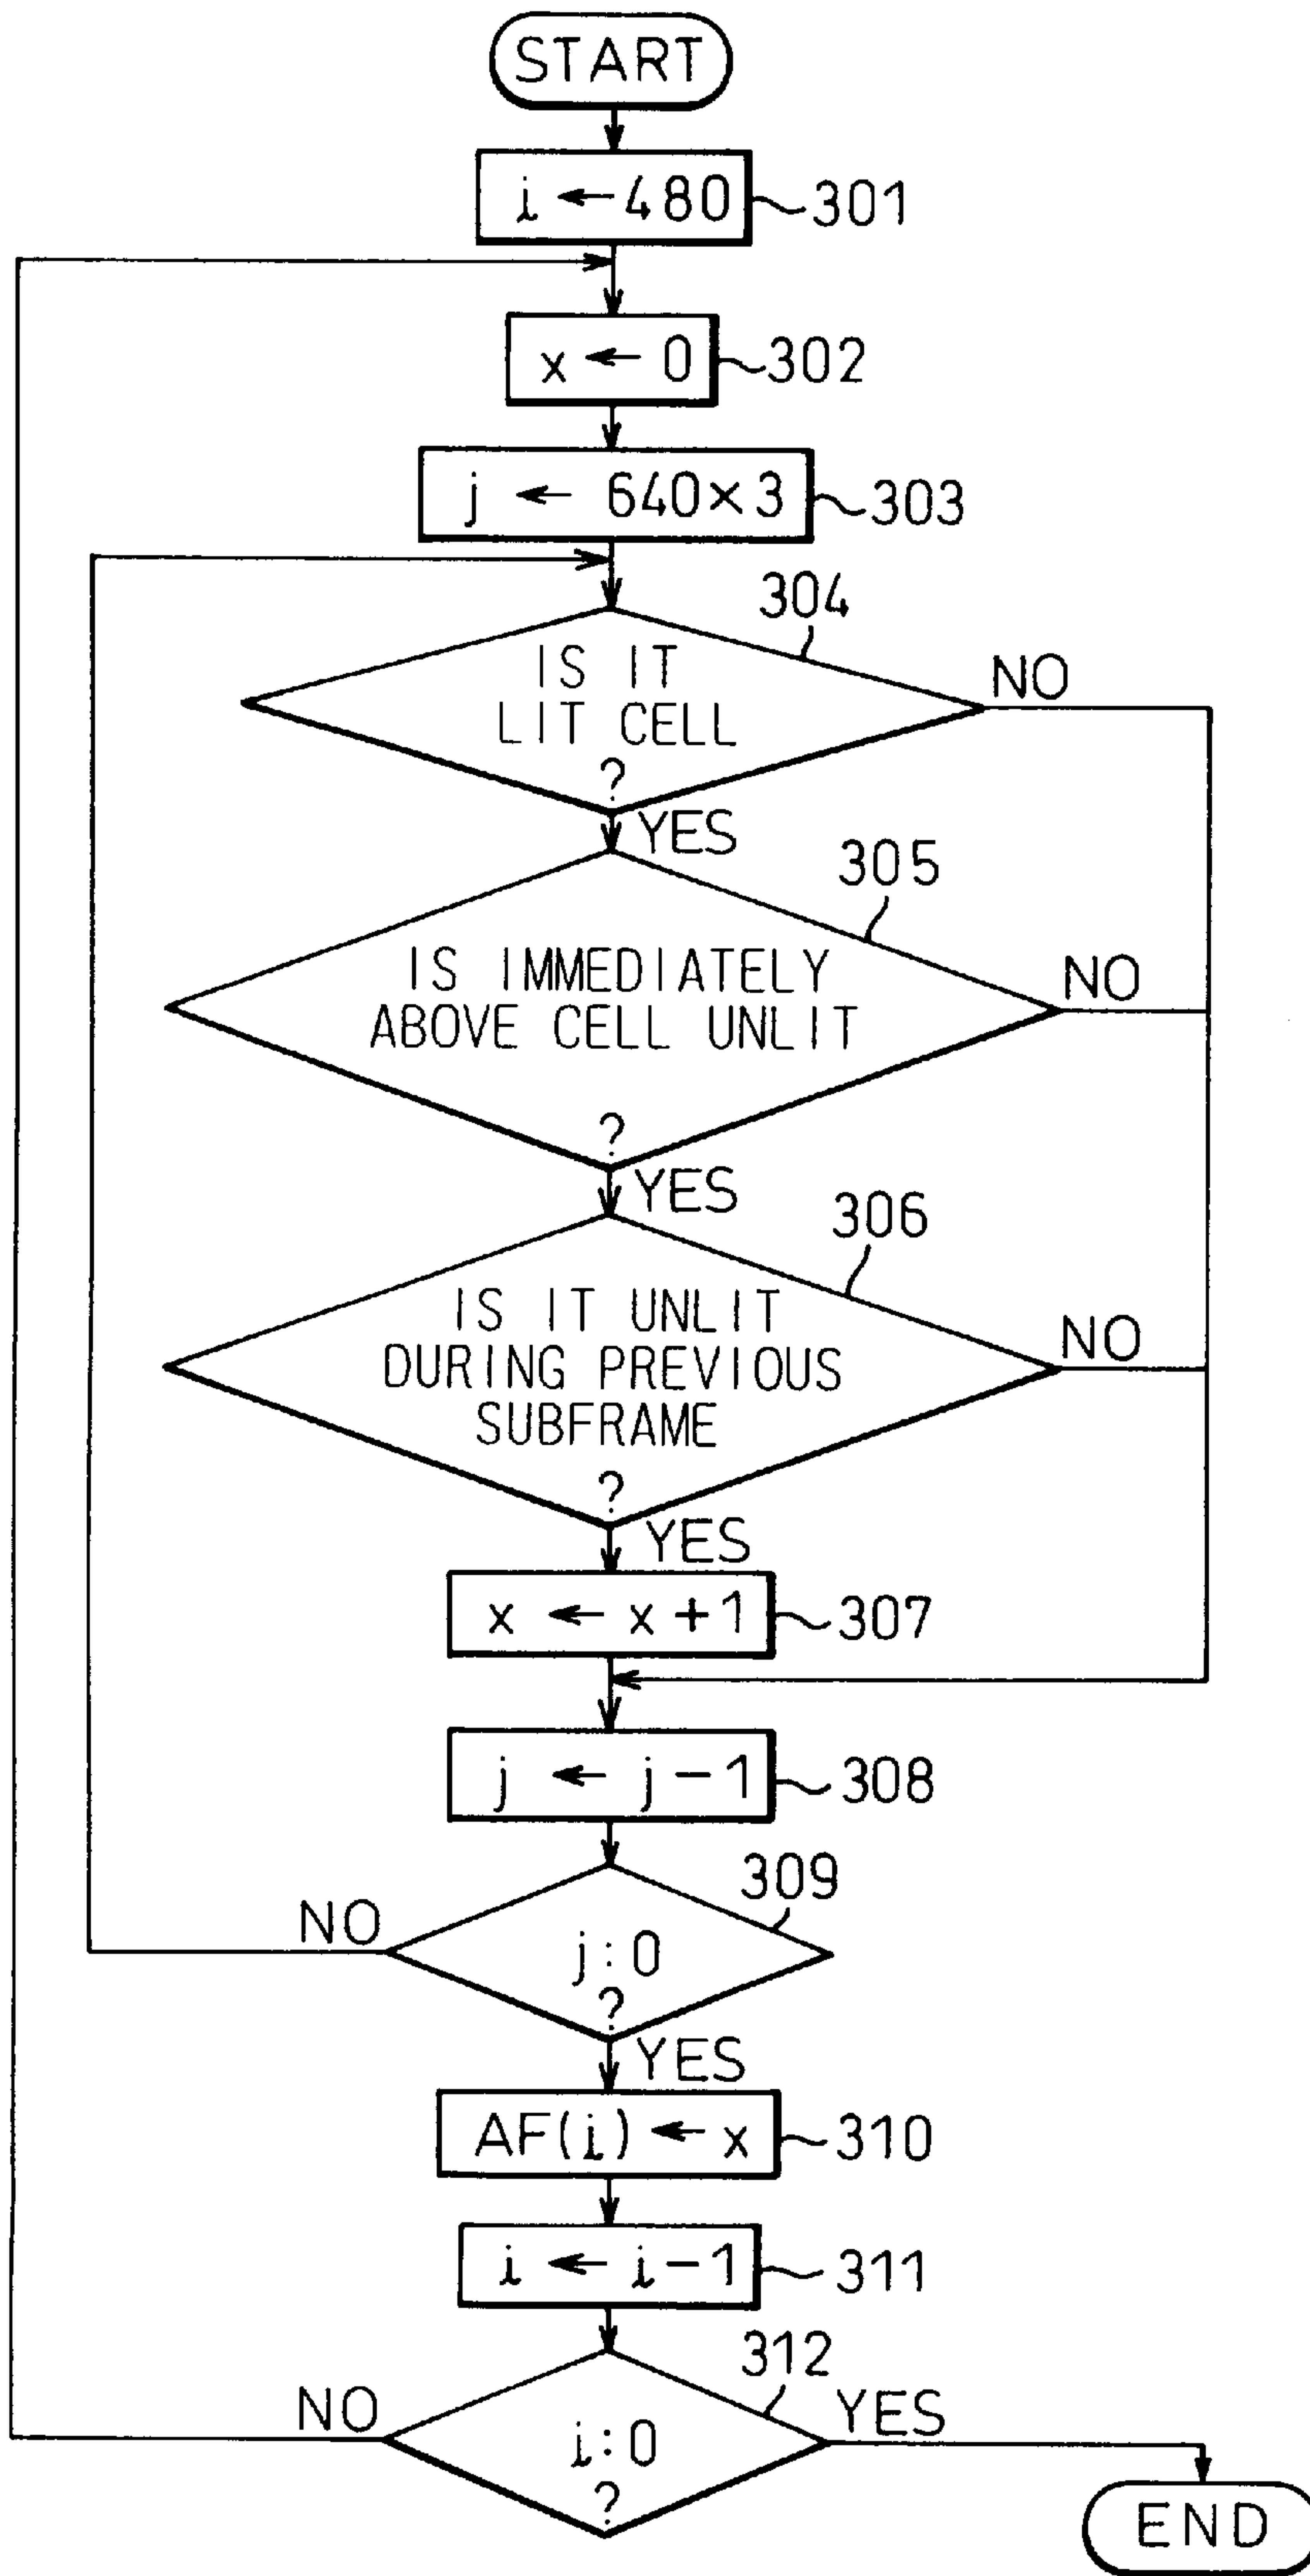 START
i ← 480
301
x ← 0
302
j ← 640×3
303
304
IS IT
LIT CELL
?
NO
YES
305
IS IMMEDIATELY
ABOVE CELL UNLIT
?
NO
YES
306
IS IT UNLIT
DURING PREVIOUS
SUBFRAME
?
NO
YES
x ← x+1
307
j ← j-1
308
309
NO
j:0
?
YES
AF(i) ← x
310
i ← i-1
311
312
NO
i:0
?
YES
END